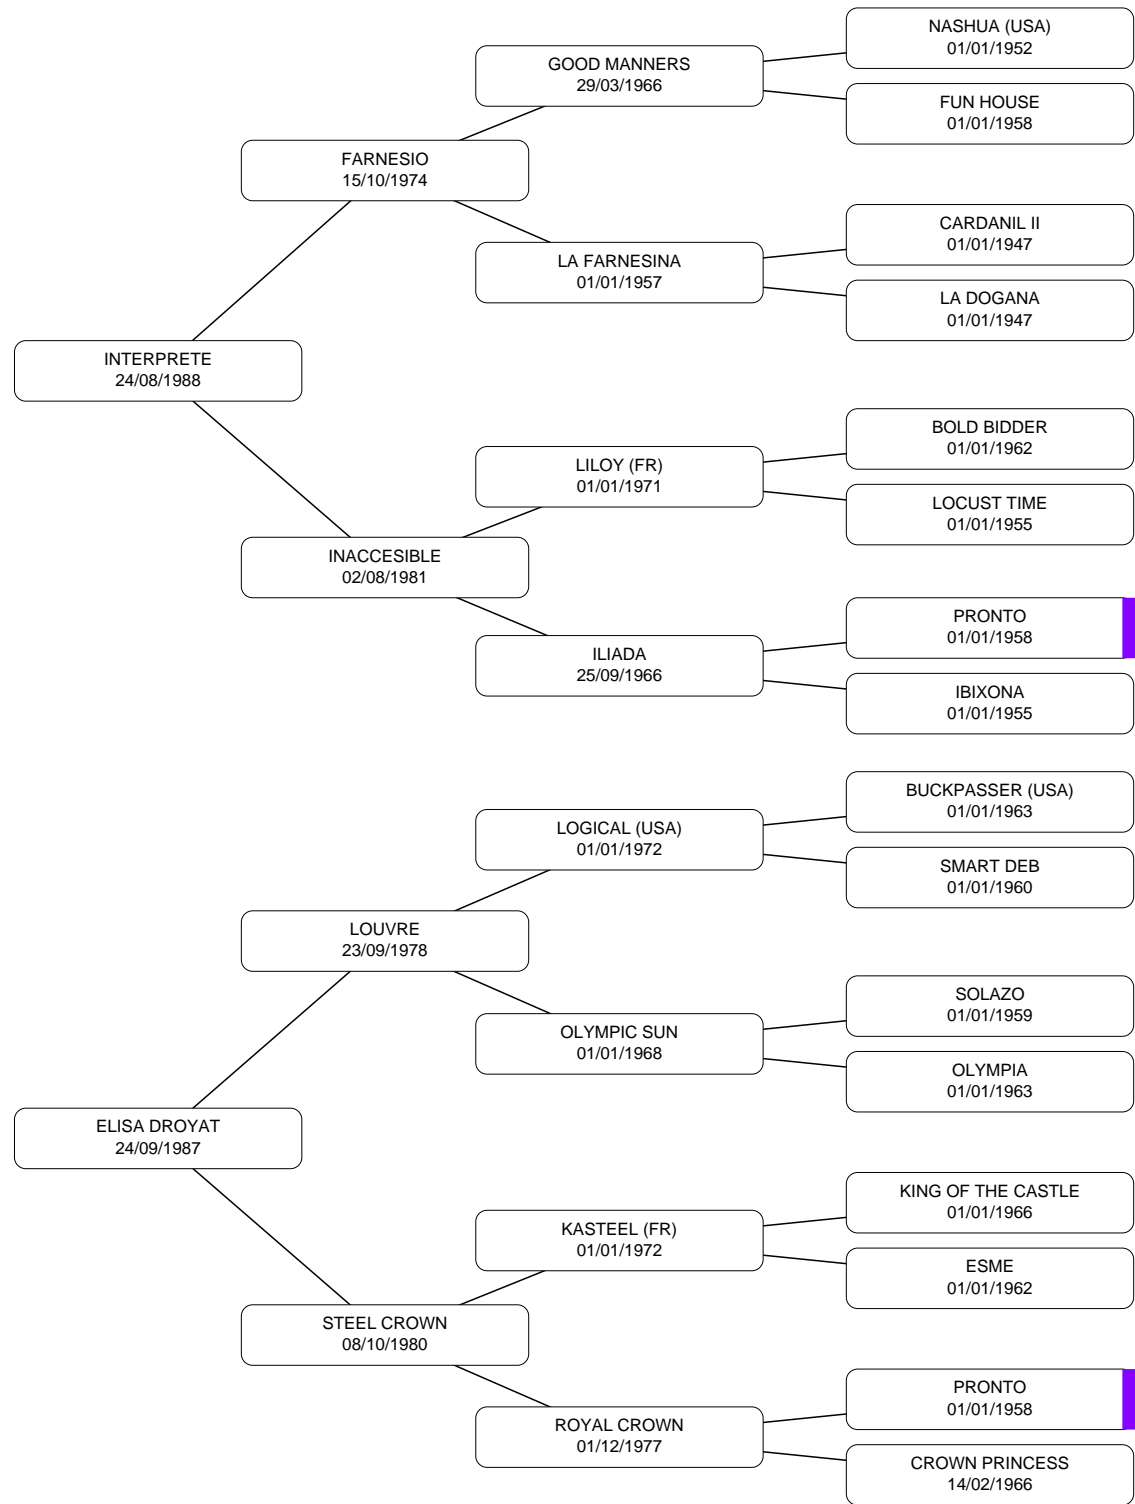 NASHUA (USA)
01/01/1952
GOOD MANNERS
29/03/1966
FUN HOUSE
01/01/1958
FARNESIO
15/10/1974
CARDANIL II
01/01/1947
LA FARNESINA
01/01/1957
LA DOGANA
01/01/1947
INTERPRETE
24/08/1988
BOLD BIDDER
01/01/1962
LILOY (FR)
01/01/1971
LOCUST TIME
01/01/1955
INACCESIBLE
02/08/1981
PRONTO
01/01/1958
ILIADA
25/09/1966
IBIXONA
01/01/1955
BUCKPASSER (USA)
01/01/1963
LOGICAL (USA)
01/01/1972
SMART DEB
01/01/1960
LOUVRE
23/09/1978
SOLAZO
01/01/1959
OLYMPIC SUN
01/01/1968
OLYMPIA
01/01/1963
ELISA DROYAT
24/09/1987
KING OF THE CASTLE
01/01/1966
KASTEEL (FR)
01/01/1972
ESME
01/01/1962
STEEL CROWN
08/10/1980
PRONTO
01/01/1958
ROYAL CROWN
01/12/1977
CROWN PRINCESS
14/02/1966